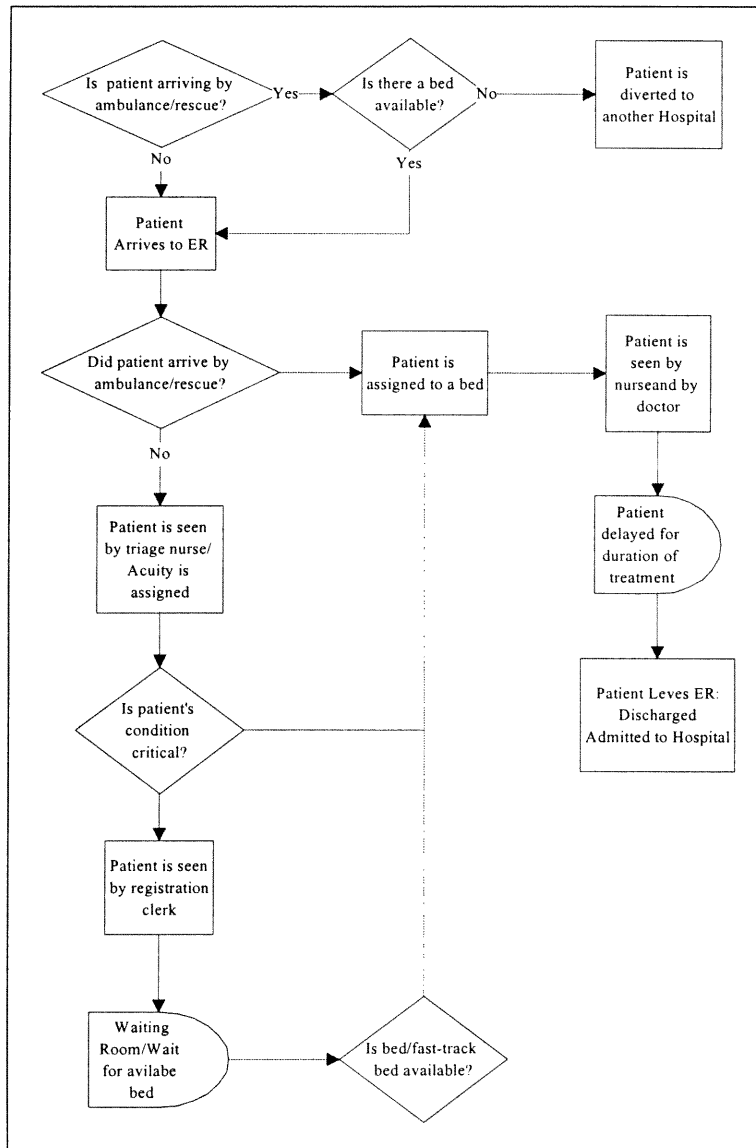 Is patient arriving by
ambulance/rescue?
Yes
Is there a bed
available?
No
Patient is
diverted to
another Hospital
No
Yes
Patient
Arrives to ER
Did patient arrive by
ambulance/rescue?
Patient is
assigned to a bed
Patient is
seen by
nurseand by
doctor
No
Patient is seen
by triage nurse/
Acuity is
assigned
Patient
delayed for
duration of
treatment
Is patient's
condition
critical?
Patient Leves ER:
Discharged
Admitted to Hospital
Patient is seen
by registration
clerk
Waiting
Room/Wait
for avilabe
bed
Is bed/fast-track
bed available?